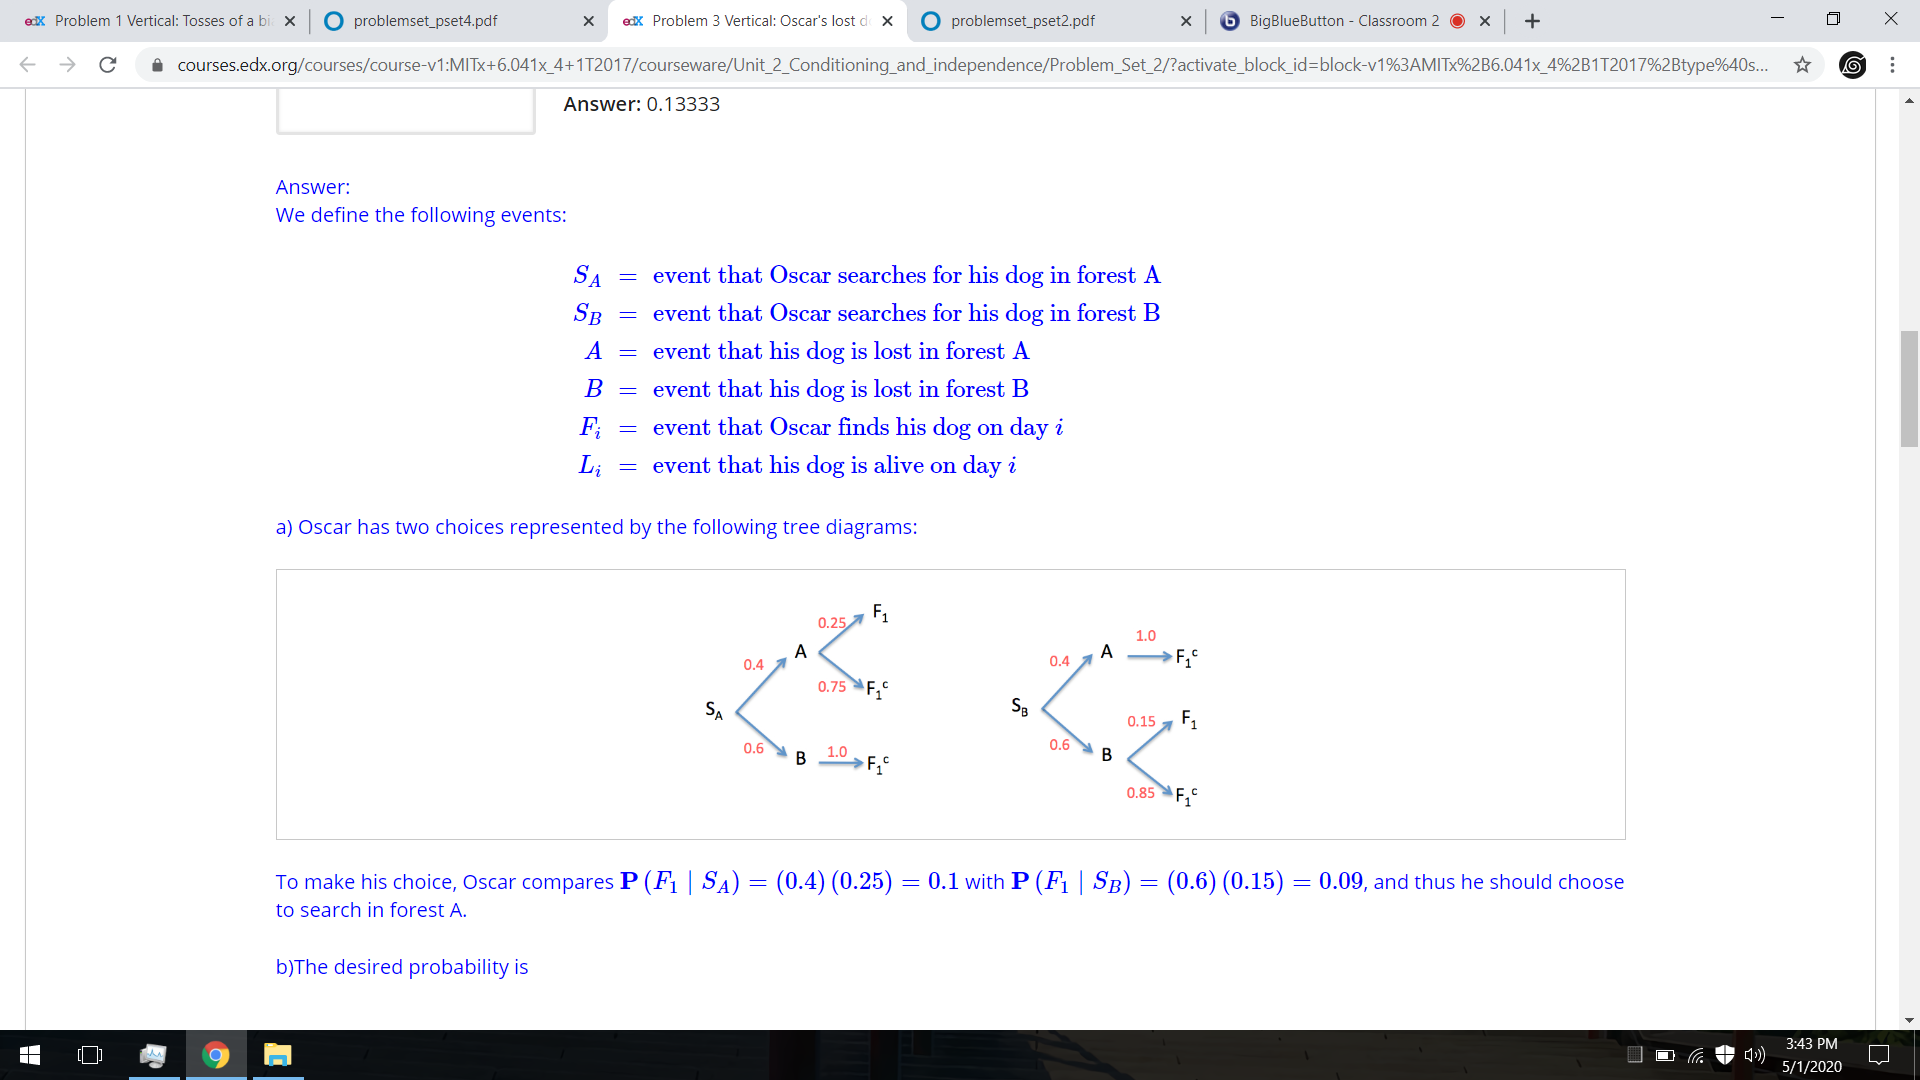 edX Problem 1 Vertical: Tosses of a bi
problemset_pset4.pdf
edX Problem 3 Vertical: Oscar's lost d
problemset_pset2.pdf
b BigBlueButton - Classroom 2
courses.edx.org/courses/course-v1:MITx+6.041x_4+1T2017/courseware/Unit_2_Conditioning_and_independence/Problem_Set_2/?activate_block_id=block-v1%3AMITx%2B6.041x_4%2B1T2017%2Btype%40s...
Answer: 0.13333
Answer:
We define the following events:
S_A = event that Oscar searches for his dog in forest A
S_B = event that Oscar searches for his dog in forest B
A = event that his dog is lost in forest A
B = event that his dog is lost in forest B
F_i = event that Oscar finds his dog on day i
L_i = event that his dog is alive on day i
a) Oscar has two choices represented by the following tree diagrams:
S_A
0.4
A
0.25
F_1
0.75
F_1^c
0.6
B
1.0
F_1^c
S_B
0.4
A
1.0
F_1^c
0.6
B
0.15
F_1
0.85
F_1^c
To make his choice, Oscar compares P (F_1 | S_A) = (0.4) (0.25) = 0.1 with P (F_1 | S_B) = (0.6) (0.15) = 0.09, and thus he should choose
to search in forest A.
b)The desired probability is
3:43 PM
5/1/2020